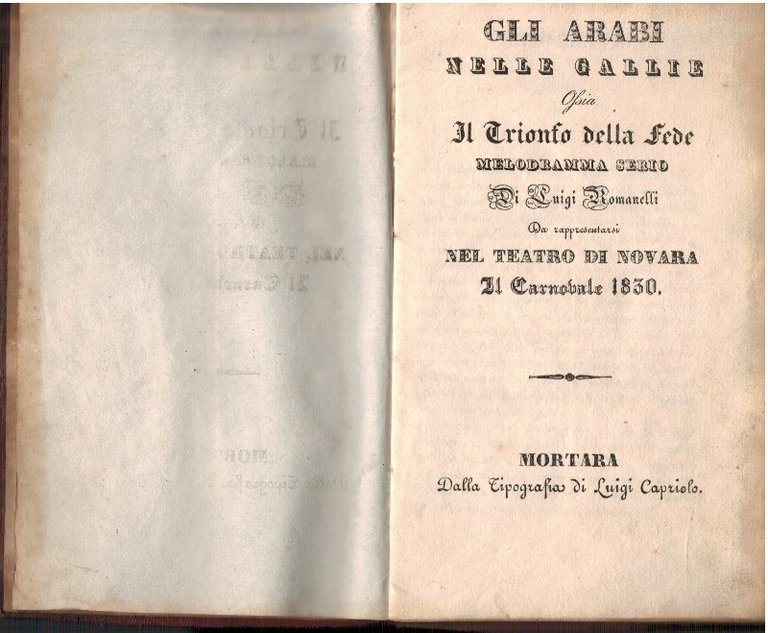 GLI ARABI
NELLE GALLIE
Ossia
Il Trionfo della Fede
MELODRAMMA SERIO
Di Luigi Romanelli
Da rappresentarsi
NEL TEATRO DI NOVARA
Il Carnovale 1830.
MORTARA
Dalla Tipografia di Luigi Capriolo.